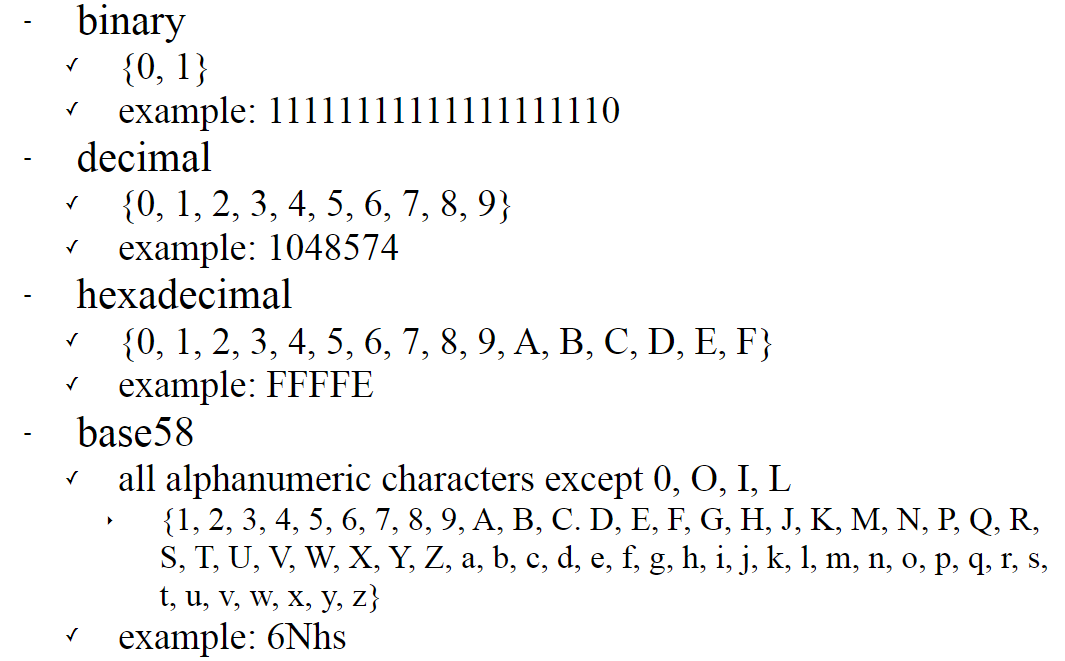 - binary
✓ {0, 1}
✓ example: 11111111111111111110
- decimal
✓ {0, 1, 2, 3, 4, 5, 6, 7, 8, 9}
✓ example: 1048574
- hexadecimal
✓ {0, 1, 2, 3, 4, 5, 6, 7, 8, 9, A, B, C, D, E, F}
✓ example: FFFFE
- base58
✓ all alphanumeric characters except 0, O, I, L
‣ {1, 2, 3, 4, 5, 6, 7, 8, 9, A, B, C. D, E, F, G, H, J, K, M, N, P, Q, R,
S, T, U, V, W, X, Y, Z, a, b, c, d, e, f, g, h, i, j, k, l, m, n, o, p, q, r, s,
t, u, v, w, x, y, z}
✓ example: 6Nhs